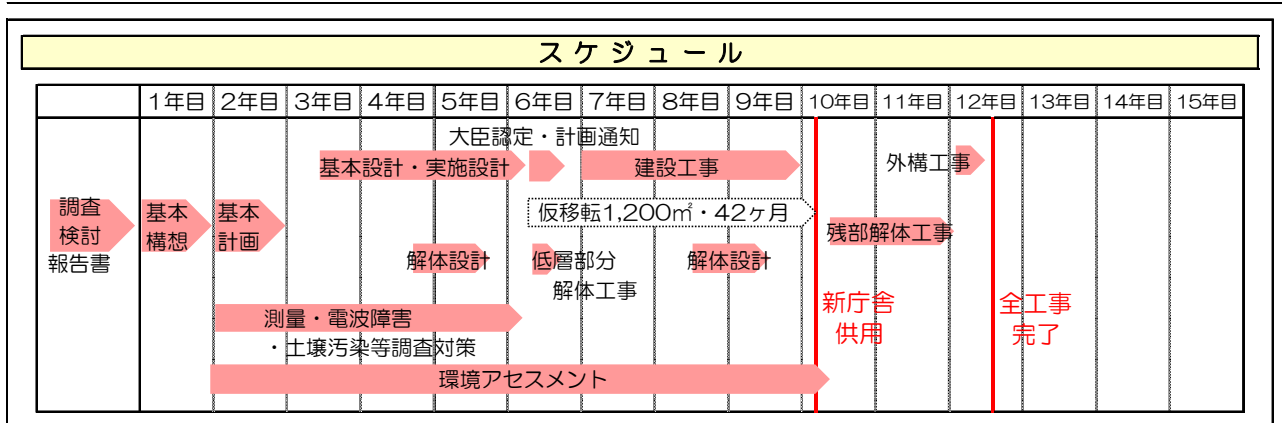 スケジュール
1年目 2年目 3年目 4年目 5年目 6年目 7年目 8年目 9年目 10年目 11年目 12年目 13年目 14年目 15年目
大臣認定・計画通知
基本設計・実施設計
建設工事
外構工事
調査
検討
報告書
基本
構想
基本
計画
仮移転1,200㎡・42ヶ月
残部解体工事
解体設計
低層部分
解体工事
解体設計
新庁舎
供用
全工事
完了
測量・電波障害
・土壌汚染等調査対策
環境アセスメント